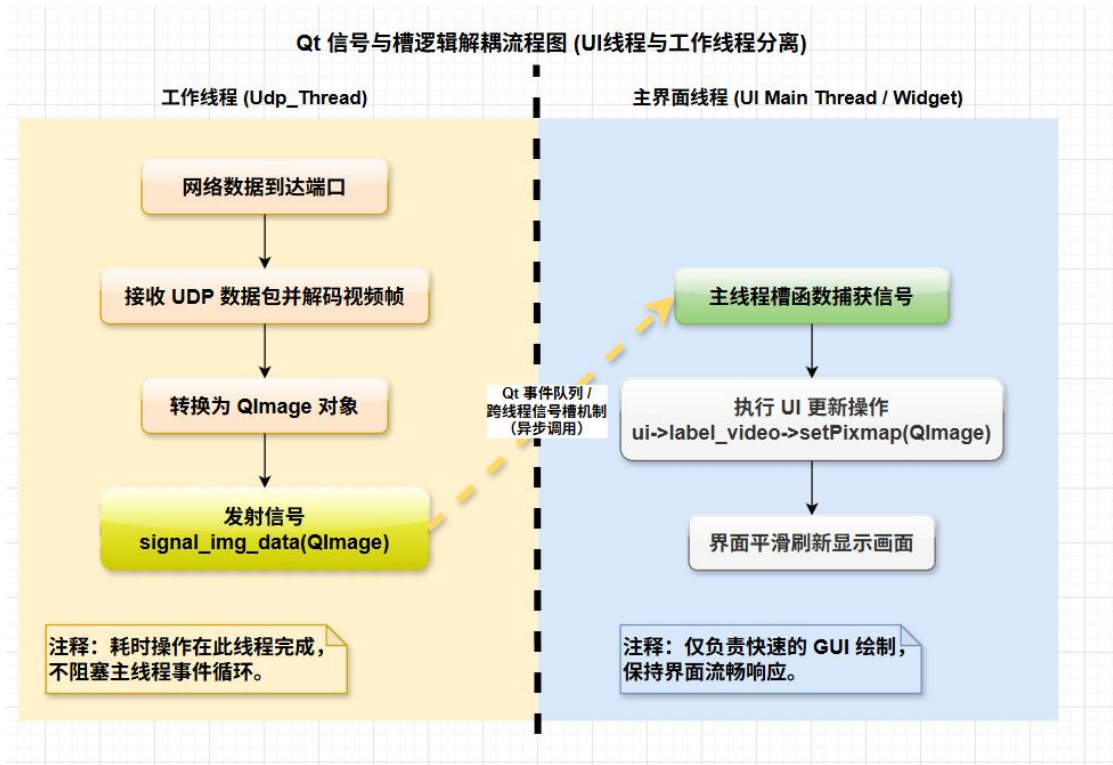 Qt 信号与槽逻辑解耦流程图 (UI线程与工作线程分离)
工作线程 (Udp_Thread)
网络数据到达端口
接收 UDP 数据包并解码视频帧
转换为 QImage 对象
发射信号
signal_img_data(QImage)
注释：耗时操作在此线程完成，
不阻塞主线程事件循环。
Qt 事件队列 /
跨线程信号槽机制
（异步调用）
主界面线程 (UI Main Thread / Widget)
主线程槽函数捕获信号
执行 UI 更新操作
ui->label_video->setPixmap(QImage)
界面平滑刷新显示画面
注释：仅负责快速的 GUI 绘制，
保持界面流畅响应。